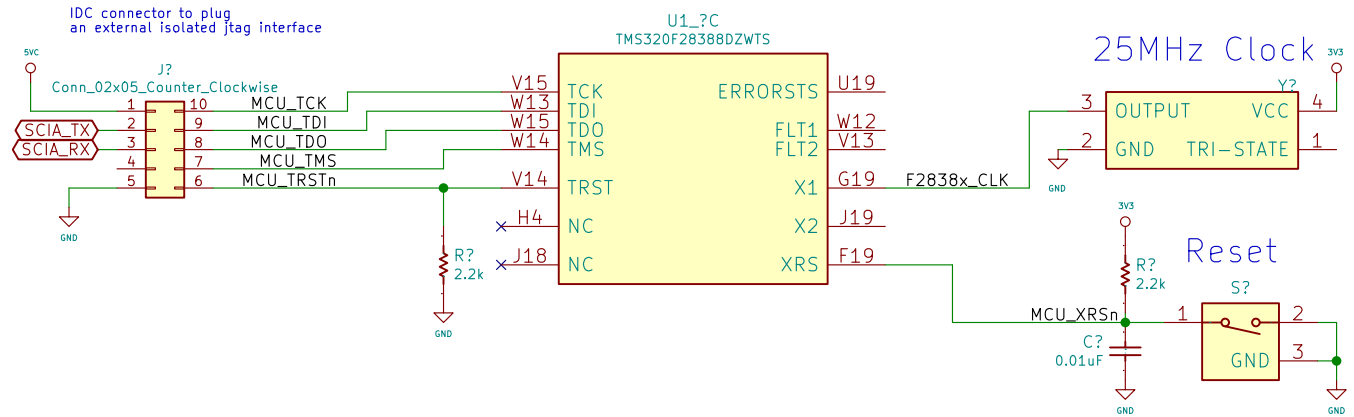 IDC connector to plug
an external isolated jtag interface
5VC
J?
Conn_02x05_Counter_Clockwise
1
2
3
4
5
10
9
8
7
6
SCIA_TX
SCIA_RX
GND
MCU_TCK
MCU_TDI
MCU_TDO
MCU_TMS
MCU_TRSTn
R?
2.2k
GND
U1_?C
TMS320F28388DZWTS
V15 TCK
W13 TDI
W15 TDO
W14 TMS
V14 TRST
H4 NC
J18 NC
ERRORSTS U19
FLT1 W12
FLT2 V13
X1 G19
X2 J19
XRS F19
F2838x_CLK
25MHz Clock
3V3
Y?
3 OUTPUT VCC 4
2 GND TRI-STATE 1
GND
3V3
Reset
R?
2.2k
S?
MCU_XRSn
1
2
GND 3
C?
0.01uF
GND
GND